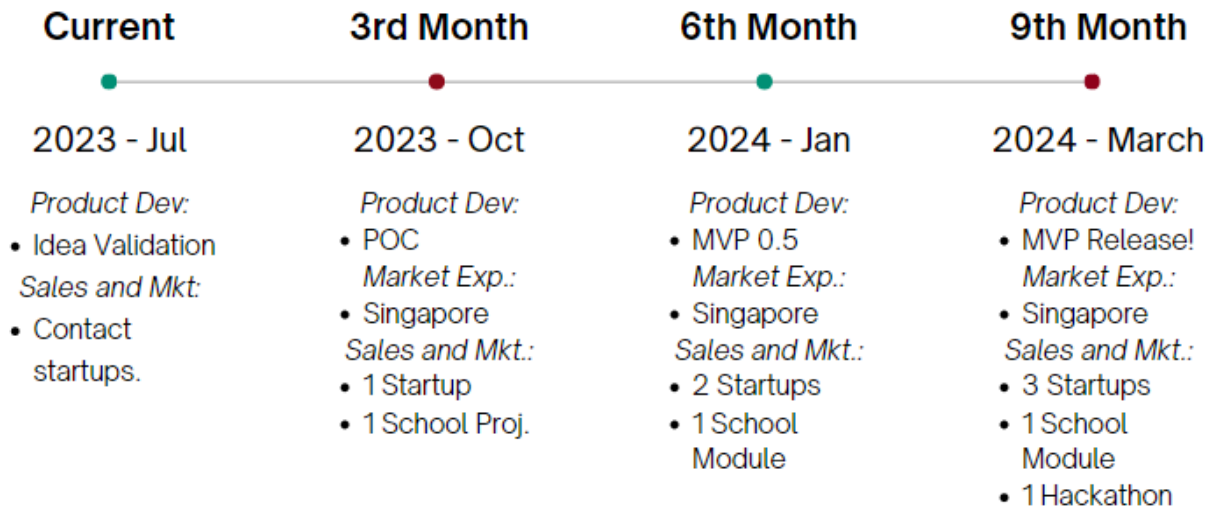 Current
2023 - Jul
Product Dev:
• Idea Validation
Sales and Mkt:
• Contact
startups.
3rd Month
2023 - Oct
Product Dev:
• POC
Market Exp.:
• Singapore
Sales and Mkt.:
• 1 Startup
• 1 School Proj.
6th Month
2024 - Jan
Product Dev:
• MVP 0.5
Market Exp.:
• Singapore
Sales and Mkt.:
• 2 Startups
• 1 School
Module
9th Month
2024 - March
Product Dev:
• MVP Release!
Market Exp.:
• Singapore
Sales and Mkt.:
• 3 Startups
• 1 School
Module
• 1 Hackathon